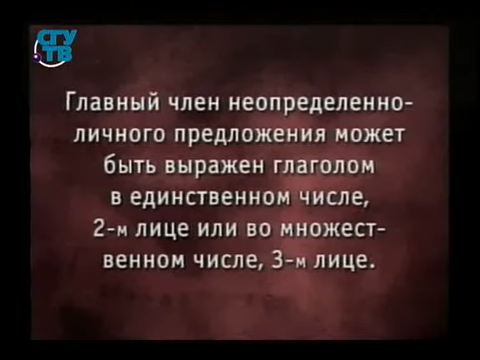 СГУ
ТВ
Главный член неопределенно-
личного предложения может
быть выражен глаголом
в единственном числе,
2-м лице или во множест-
венном числе, 3-м лице.